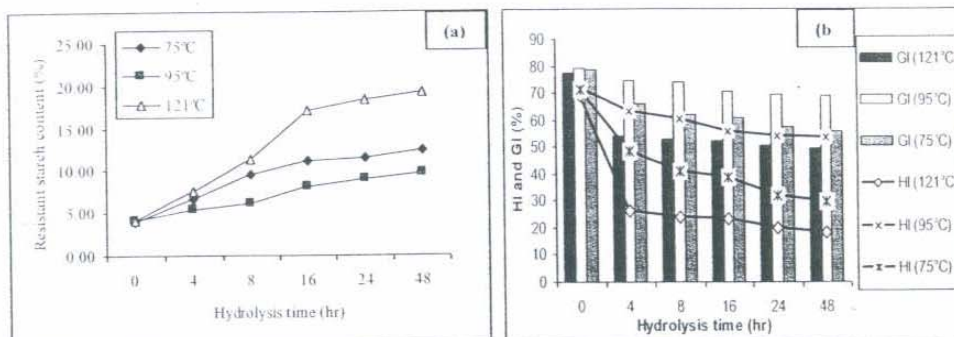 (a)
75°C
95°C
121°C
Resistant starch content (%)
25 00
20 00
15 00
10 00
5 00
0 00
0 4 8 16 24 48
Hydrolysis time (hr)
(b
HI and GI (%)
90
80
70
60
50
40
30
20
10
0
0 4 8 16 24 48
Hydrolysis time (hr)
GI (121°C)
GI (95°C)
GI (75°C)
HI (121°C)
HI (95°C)
HI (75°C)